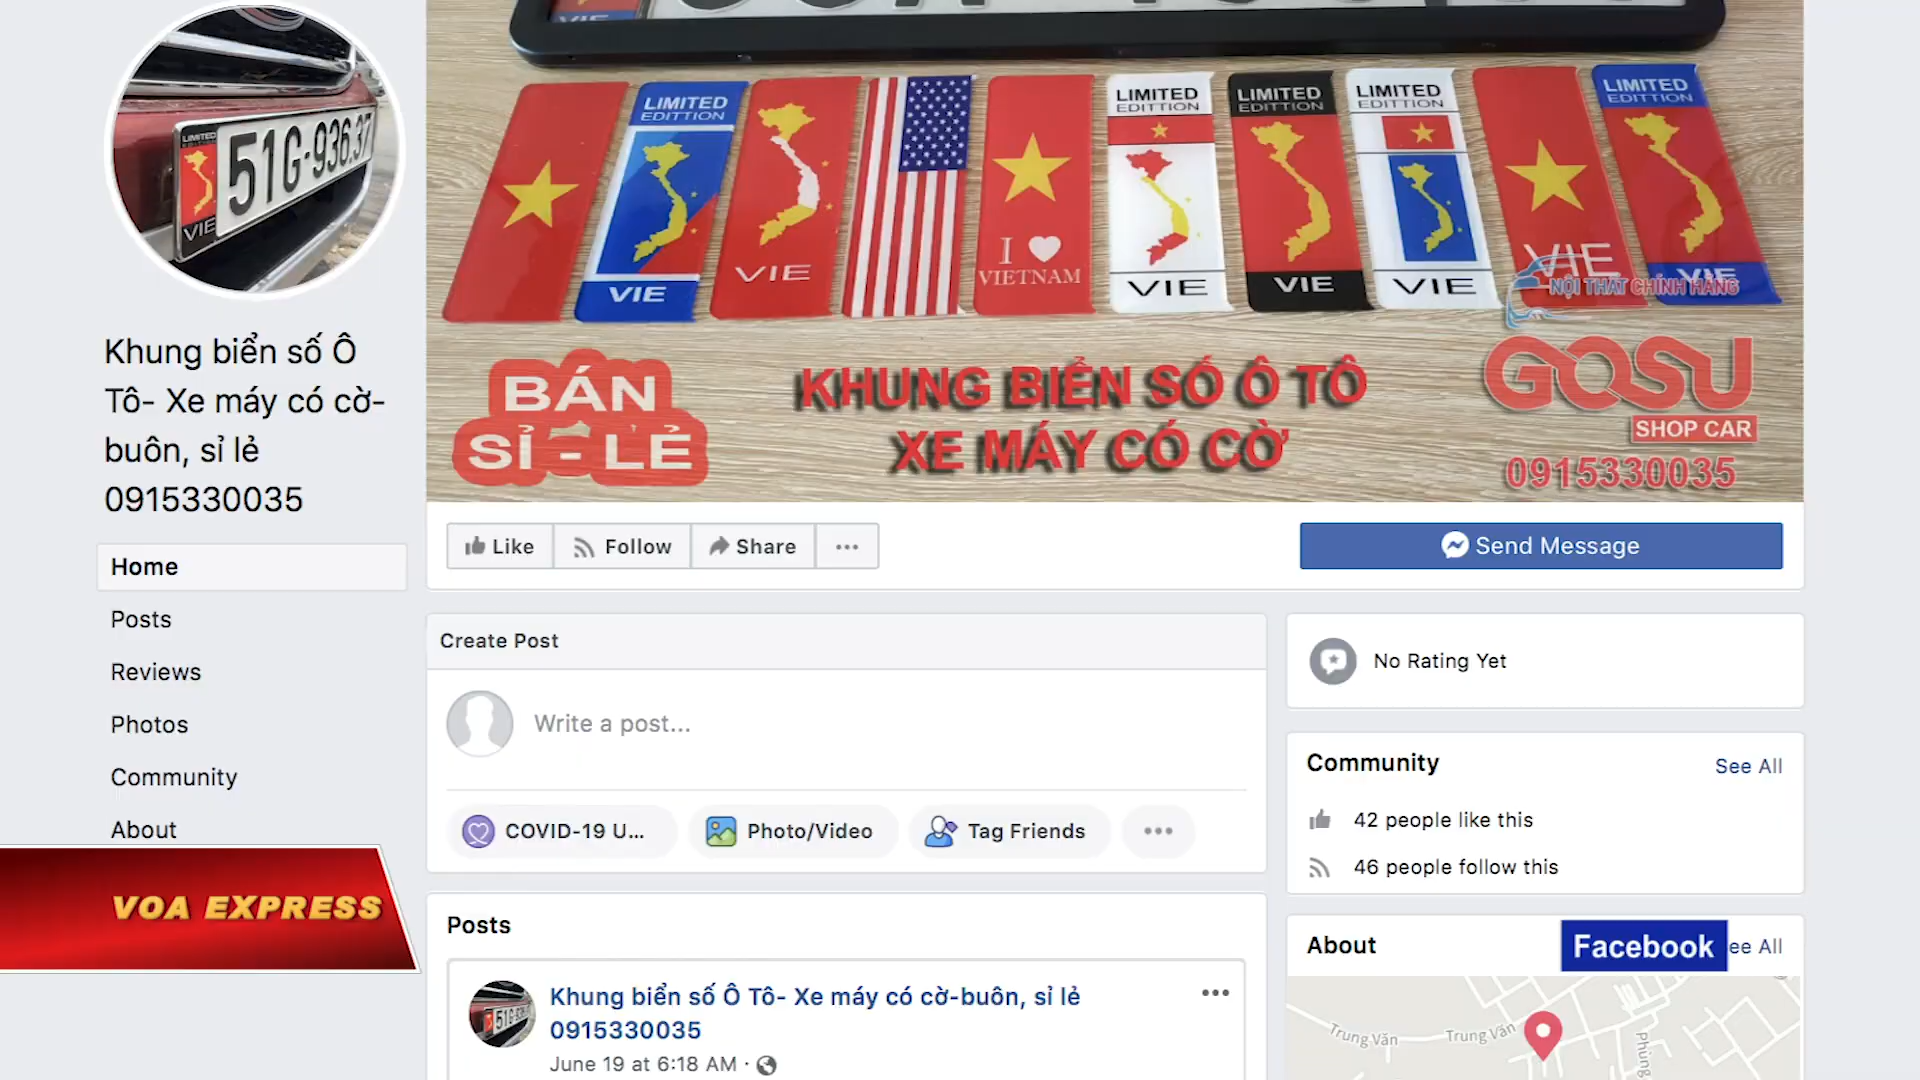 LIMITED
51G-936.37
VIE
Khung biển số Ô
Tô- Xe máy có cờ-
buôn, sỉ lẻ
0915330035
Home
Posts
Reviews
Photos
Community
About
VOA EXPRESS
LIMITED
EDITTION
VIE
VIE
I
VIETNAM
LIMITED
EDITTION
VIE
LIMITED
EDITTION
VIE
LIMITED
EDITTION
VIE
VIE
LIMITED
EDITTION
VIE
NỘI THẤT CHÍNH HÃNG
GOSU
SHOP CAR
0915330035
BÁN
SỈ - LẺ
KHUNG BIỂN SỐ Ô TÔ
XE MÁY CÓ CỜ
Like
Follow
Share
Send Message
Create Post
Write a post...
COVID-19 U...
Photo/Video
Tag Friends
Posts
Khung biển số Ô Tô- Xe máy có cờ-buôn, sỉ lẻ
0915330035
June 19 at 6:18 AM ·
No Rating Yet
Community
See All
42 people like this
46 people follow this
About
Facebook
ee All
Trung Văn
Trung Văn
Phùng